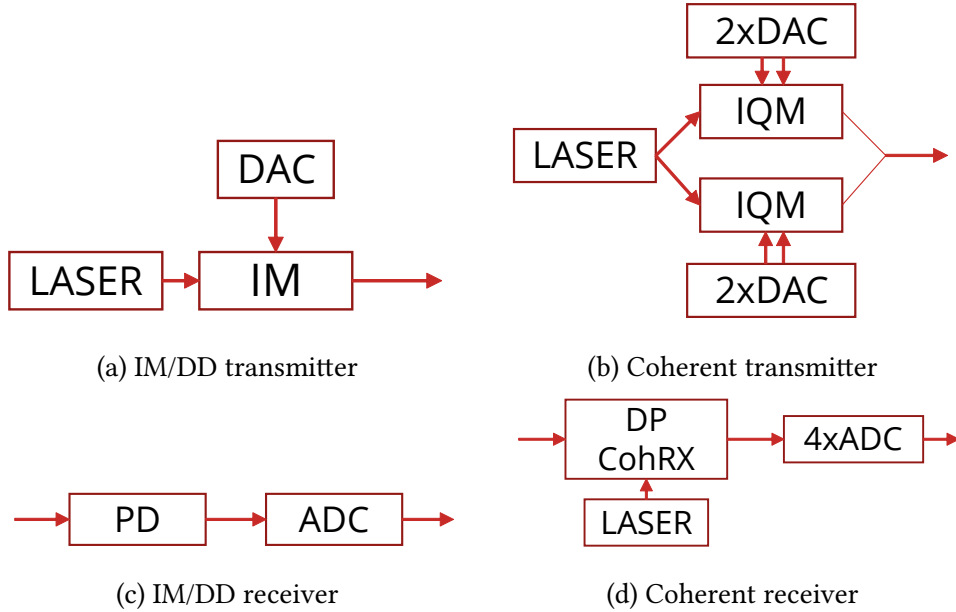 DAC
LASER
IM
(a) IM/DD transmitter
2xDAC
IQM
LASER
IQM
2xDAC
(b) Coherent transmitter
PD
ADC
(c) IM/DD receiver
DP
CohRX
4xADC
LASER
(d) Coherent receiver